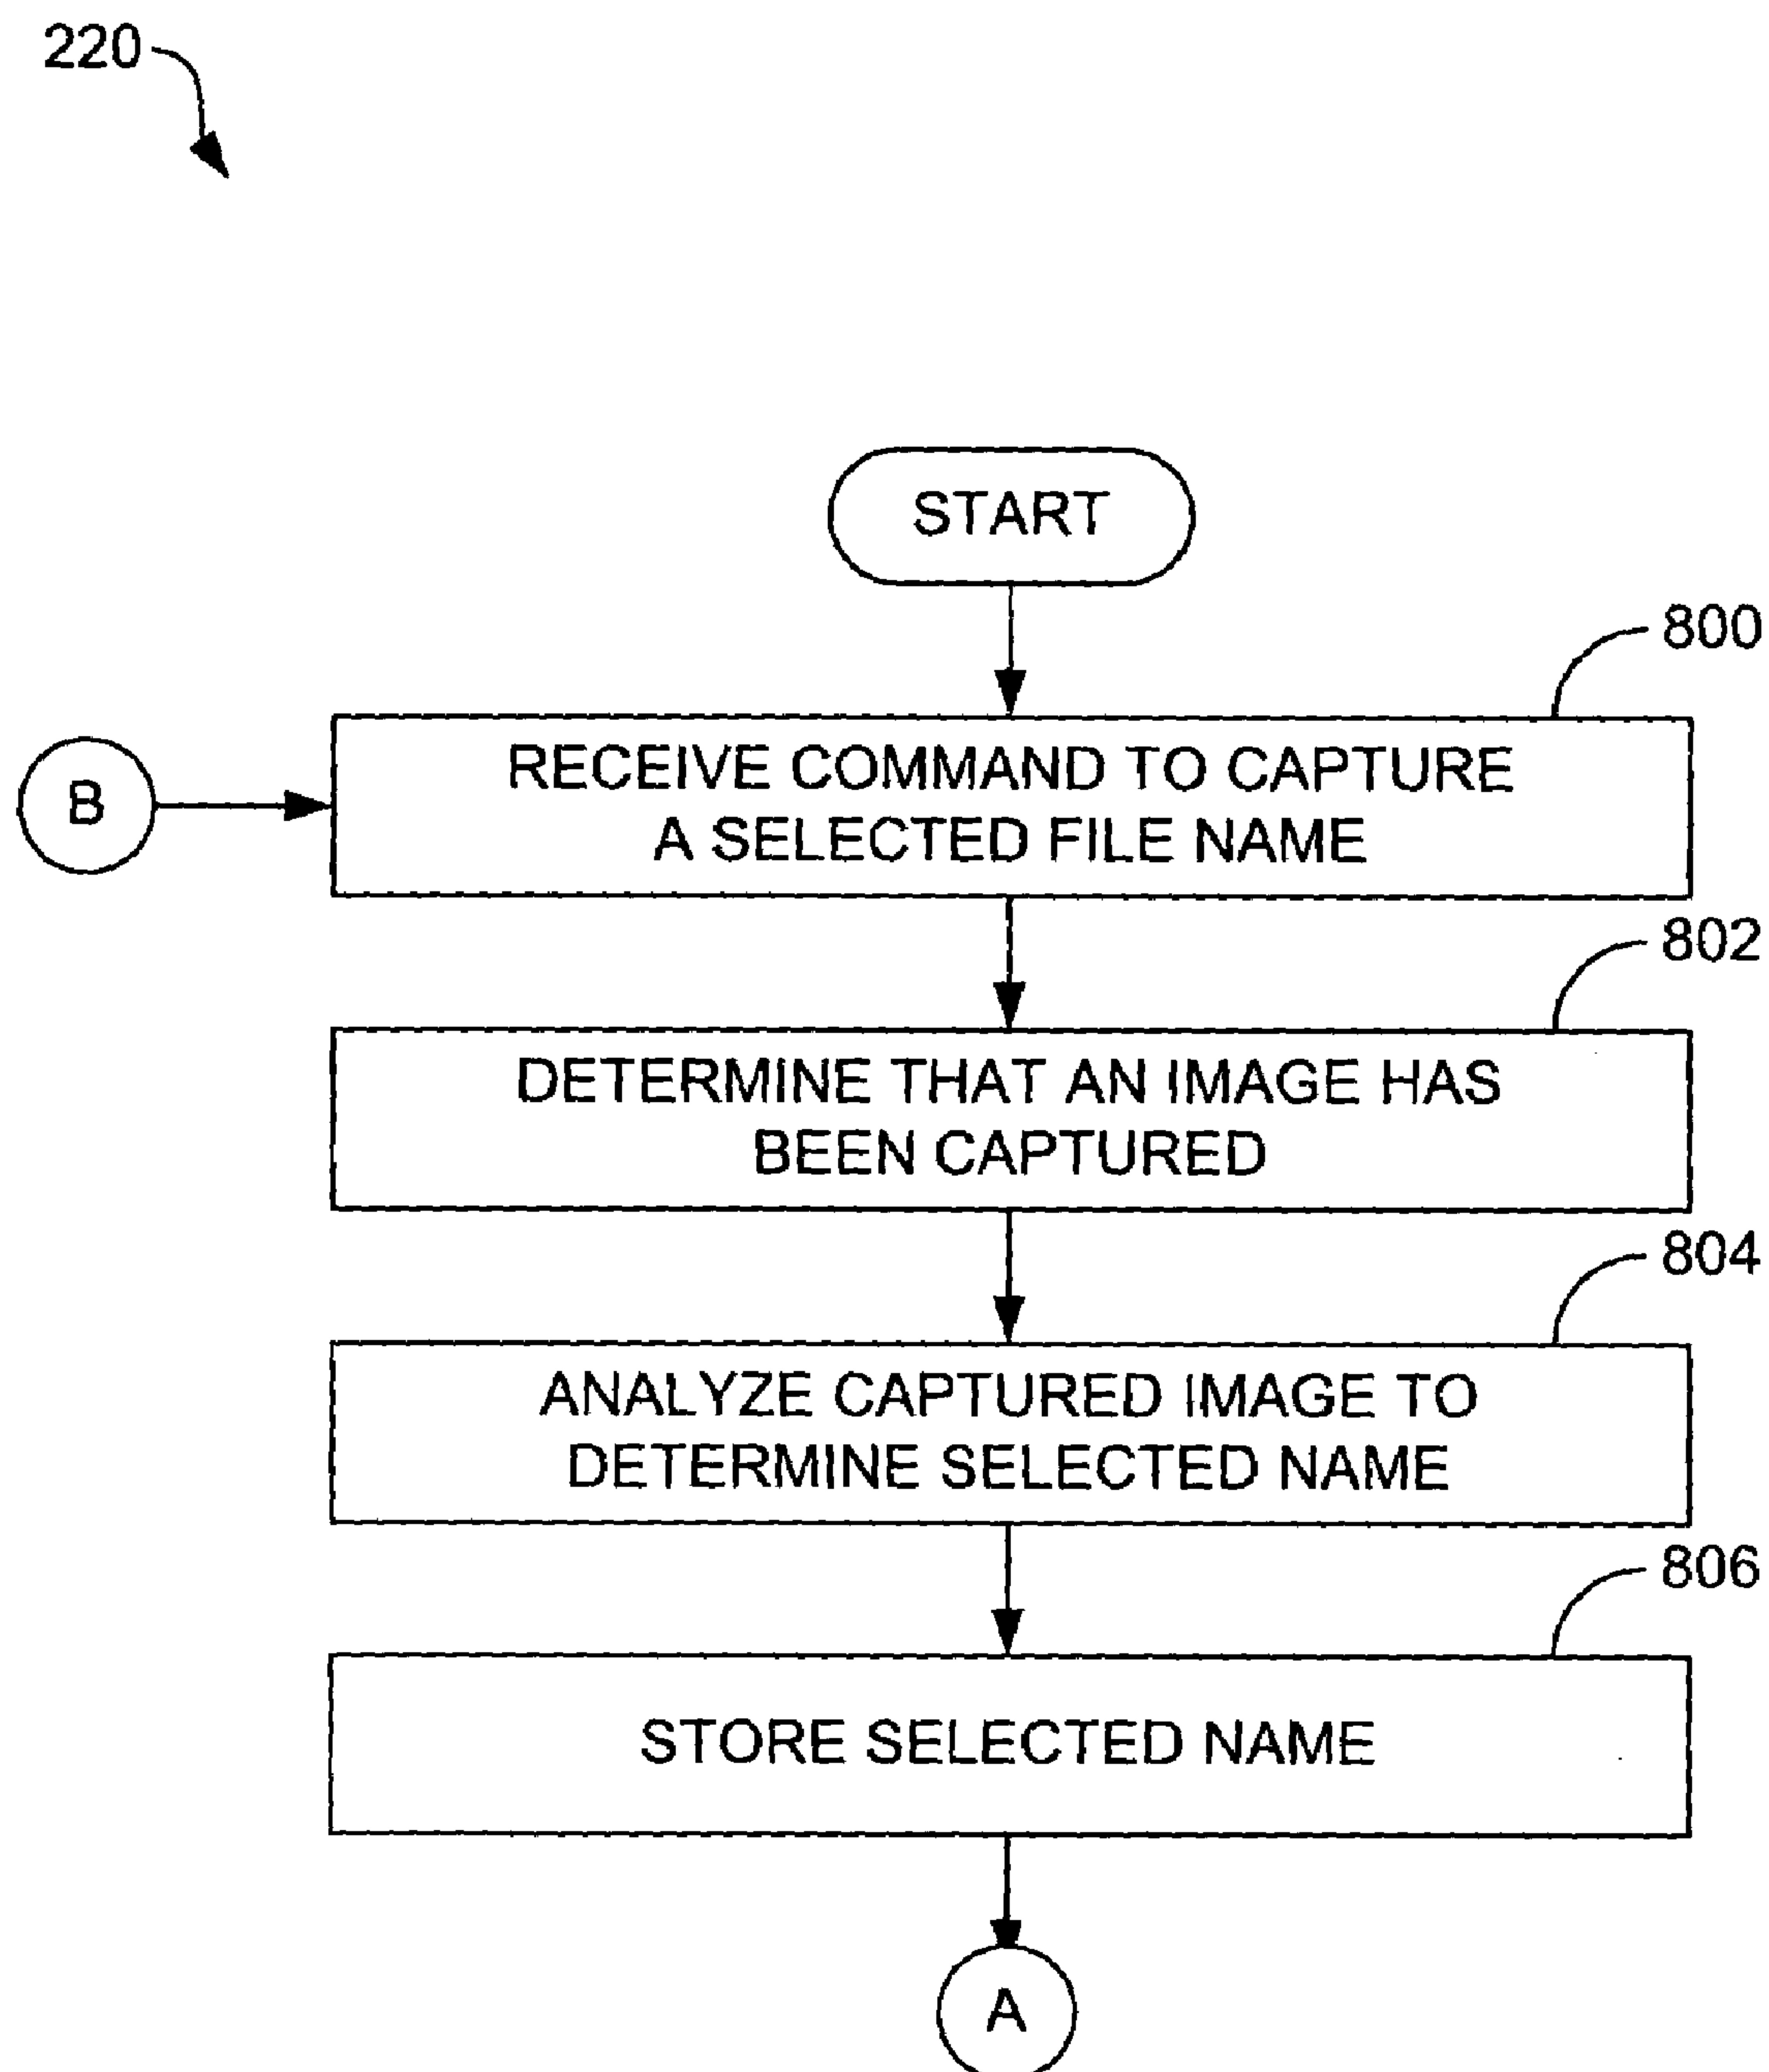 220
START
800
B
RECEIVE COMMAND TO CAPTURE
A SELECTED FILE NAME
802
DETERMINE THAT AN IMAGE HAS
BEEN CAPTURED
804
ANALYZE CAPTURED IMAGE TO
DETERMINE SELECTED NAME
806
STORE SELECTED NAME
A